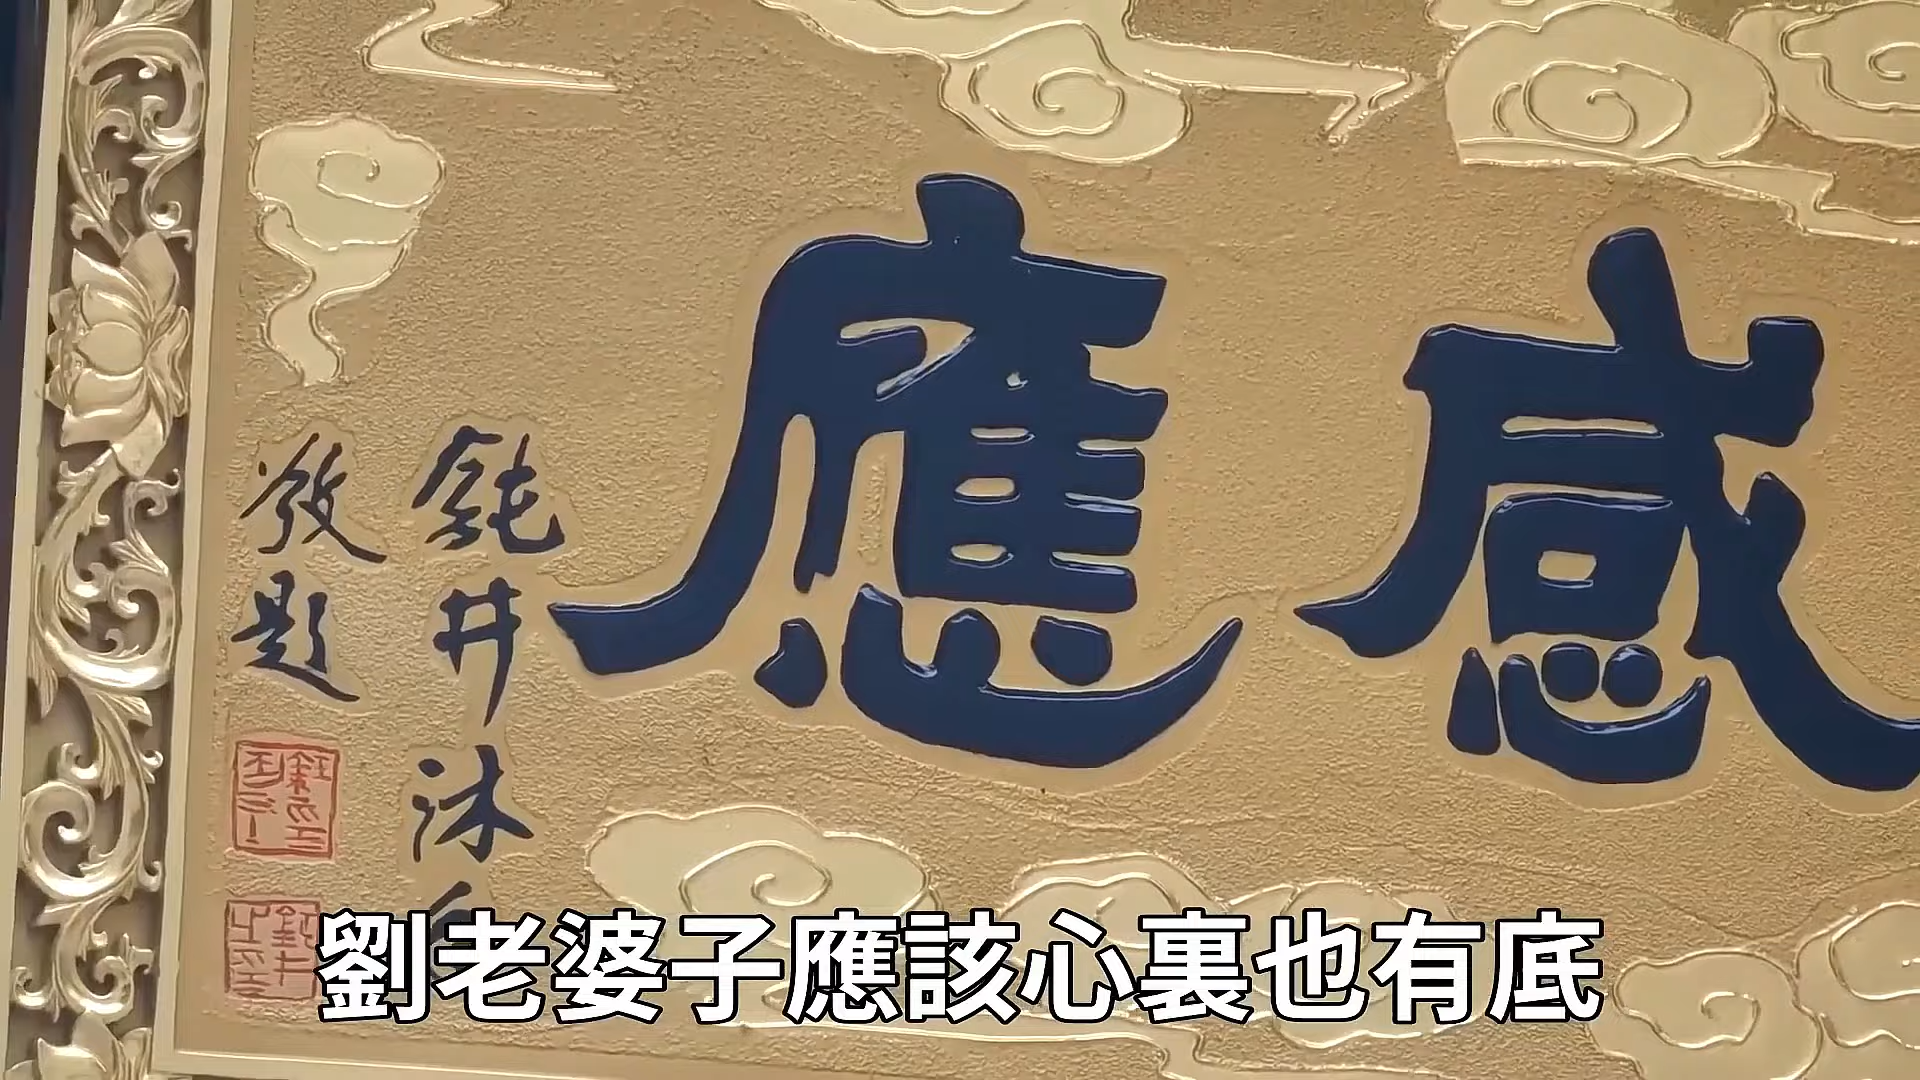 感應
鈍井沐
敬題
劉老婆子應該心裏也有底